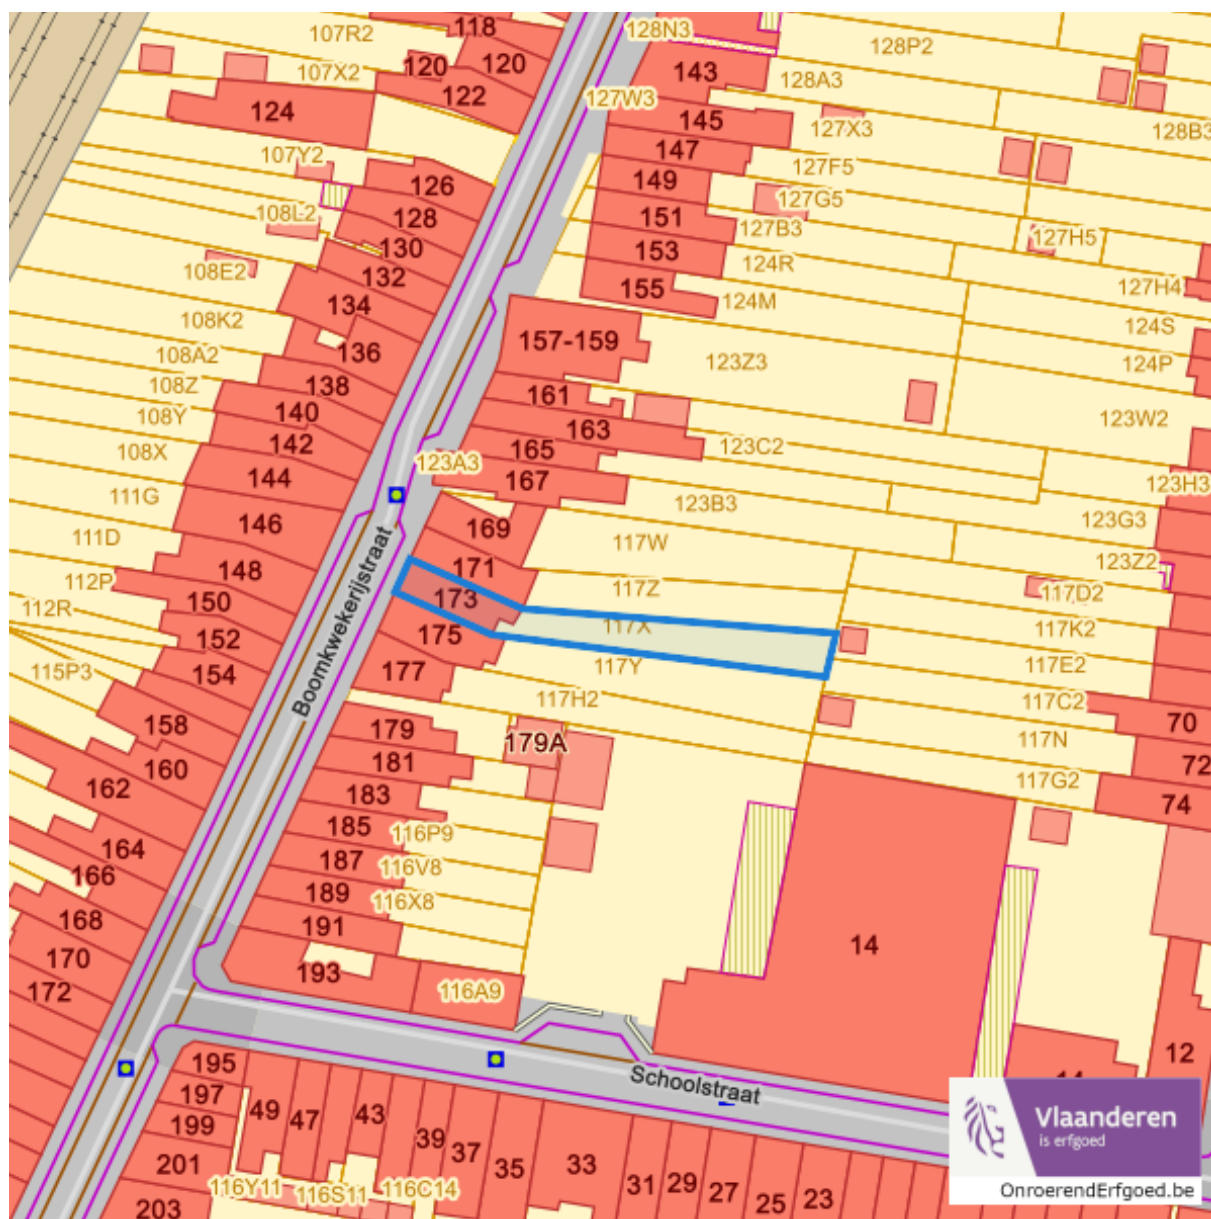 107R2
118
128N3
128P2
107X2
120
120
143
128A3
122
127W3
124
145
127X3
128B3
107Y2
147
127F5
126
149
127G5
108L2
128
151
127B3
127H5
130
153
124R
108E2
132
155
124M
127H4
134
108K2
157-159
124S
108A2
136
123Z3
124P
108Z
138
161
108Y
140
163
123W2
142
165
123C2
108X
144
123A3
167
123H3
111G
146
123B3
123G3
111D
169
117W
148
171
123Z2
112P
150
173
117Z
117D2
112R
152
175
117X
117K2
115P3
154
177
117Y
117E2
Boomkwekerijstraat
158
117H2
117C2
70
179
179A
117N
160
181
72
162
183
117G2
74
164
185
116P9
166
187
116V8
168
189
116X8
170
191
14
172
193
116A9
195
12
197
49
47
43
39
37
35
33
Schoolstraat
14
199
201
31
29
27
25
23
203
116Y11
116S11
116C14
Vlaanderen
is erfgoed
OnroerendErfgoed.be